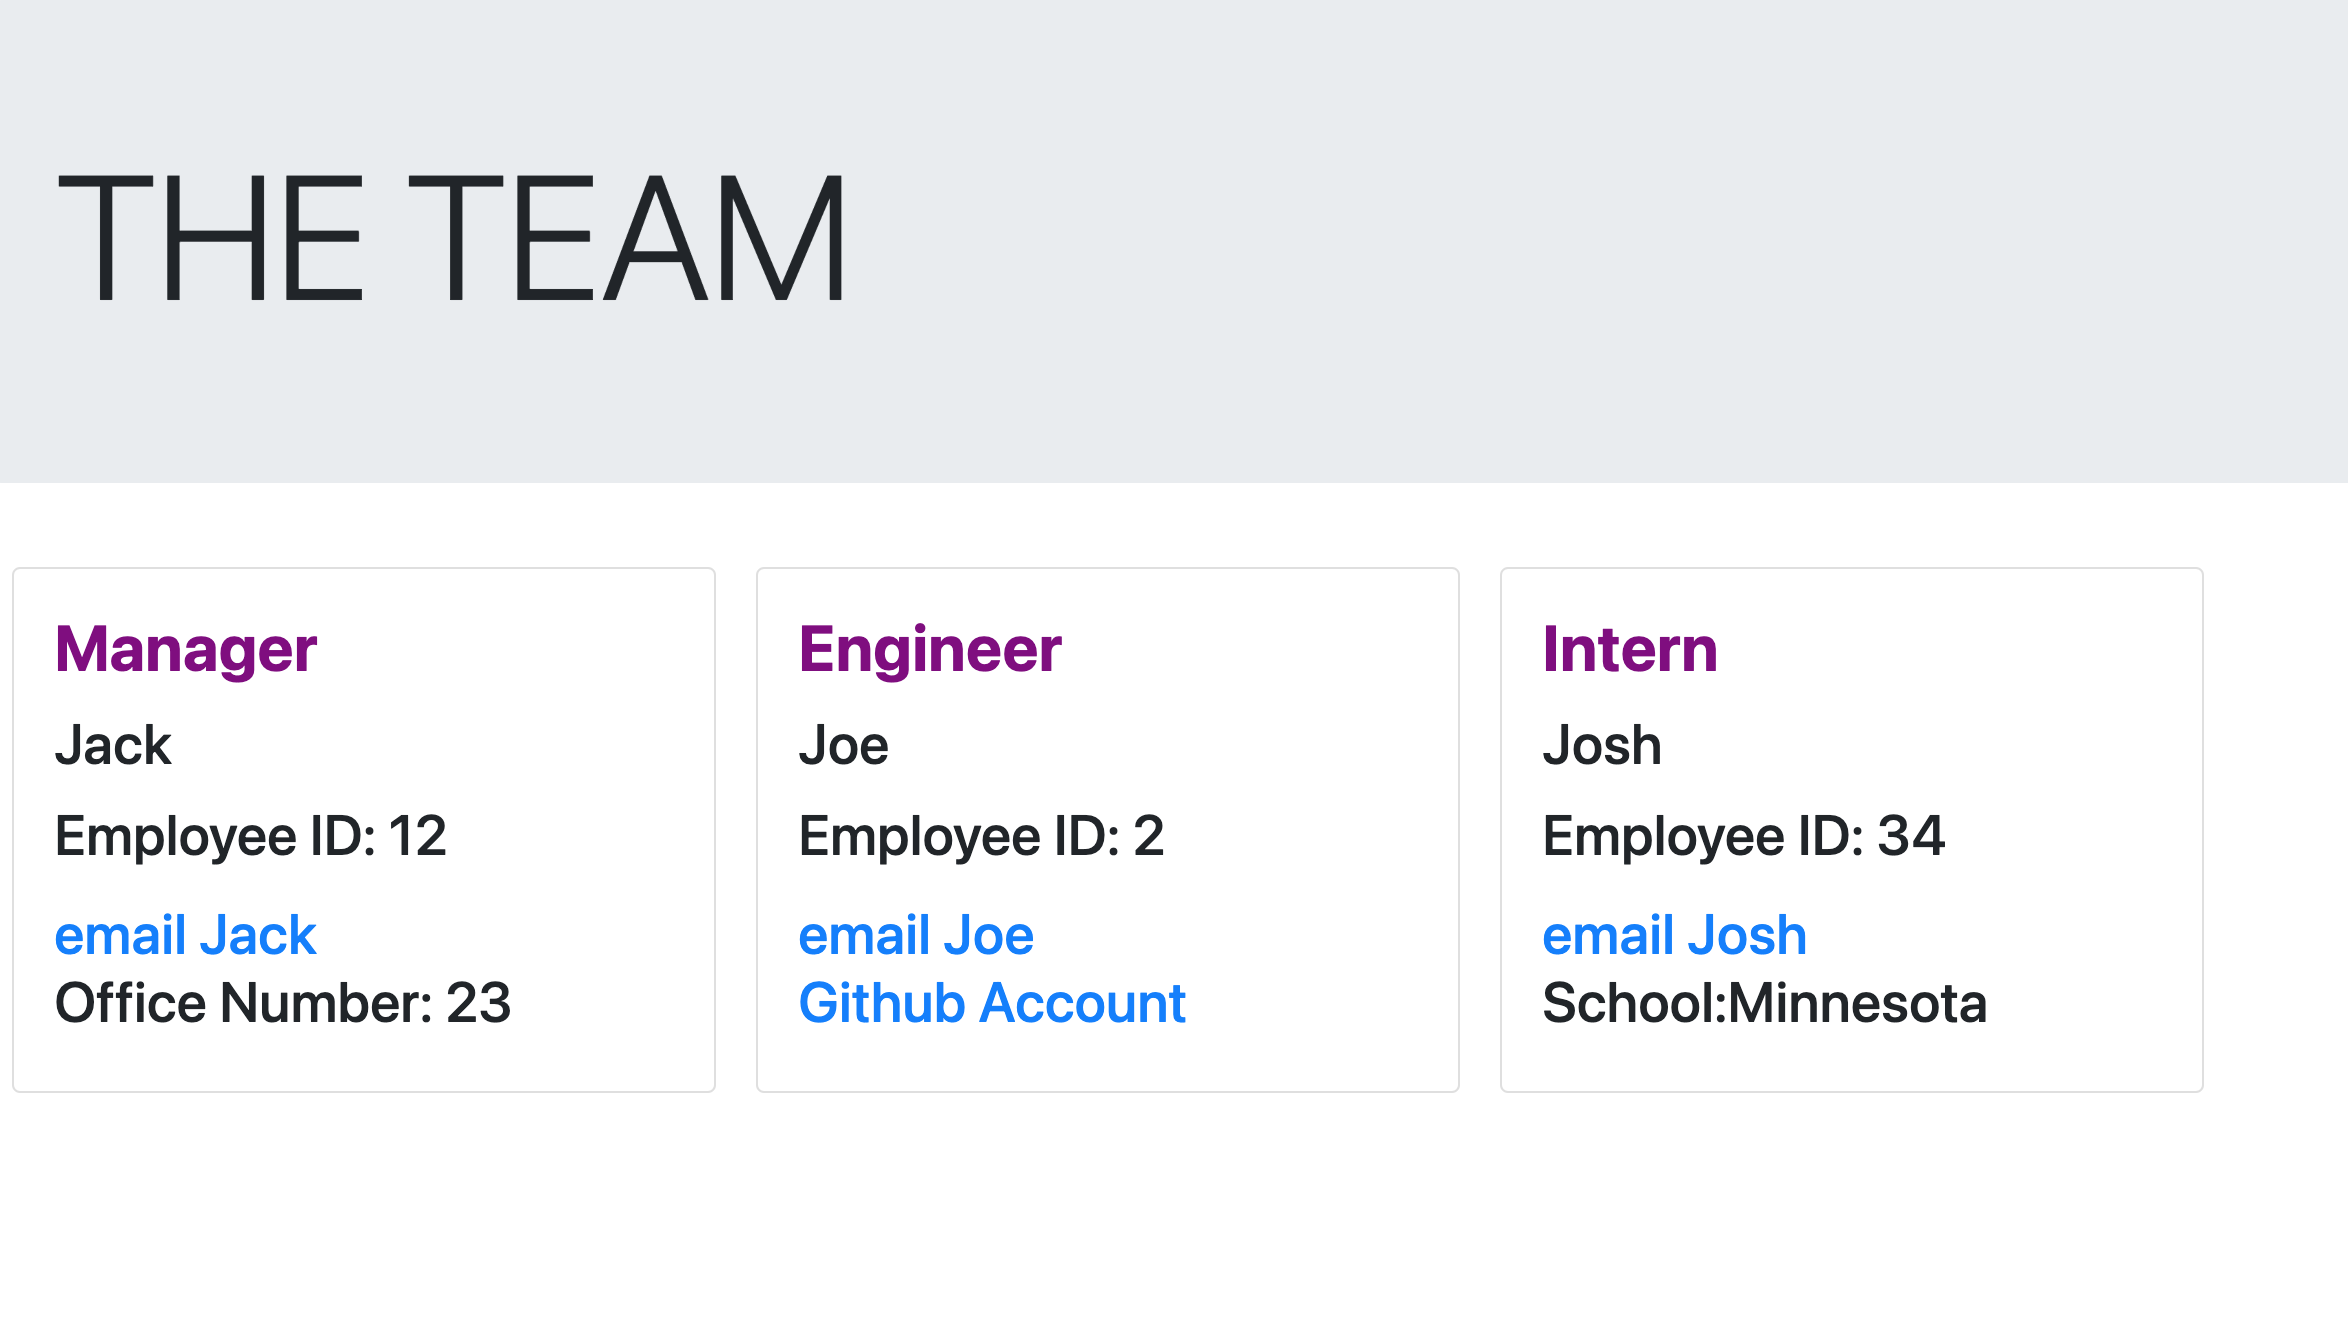 THE TEAM
Manager
Jack
Employee ID: 12
email Jack
Office Number: 23
Engineer
Joe
Employee ID: 2
email Joe
Github Account
Intern
Josh
Employee ID: 34
email Josh
School:Minnesota